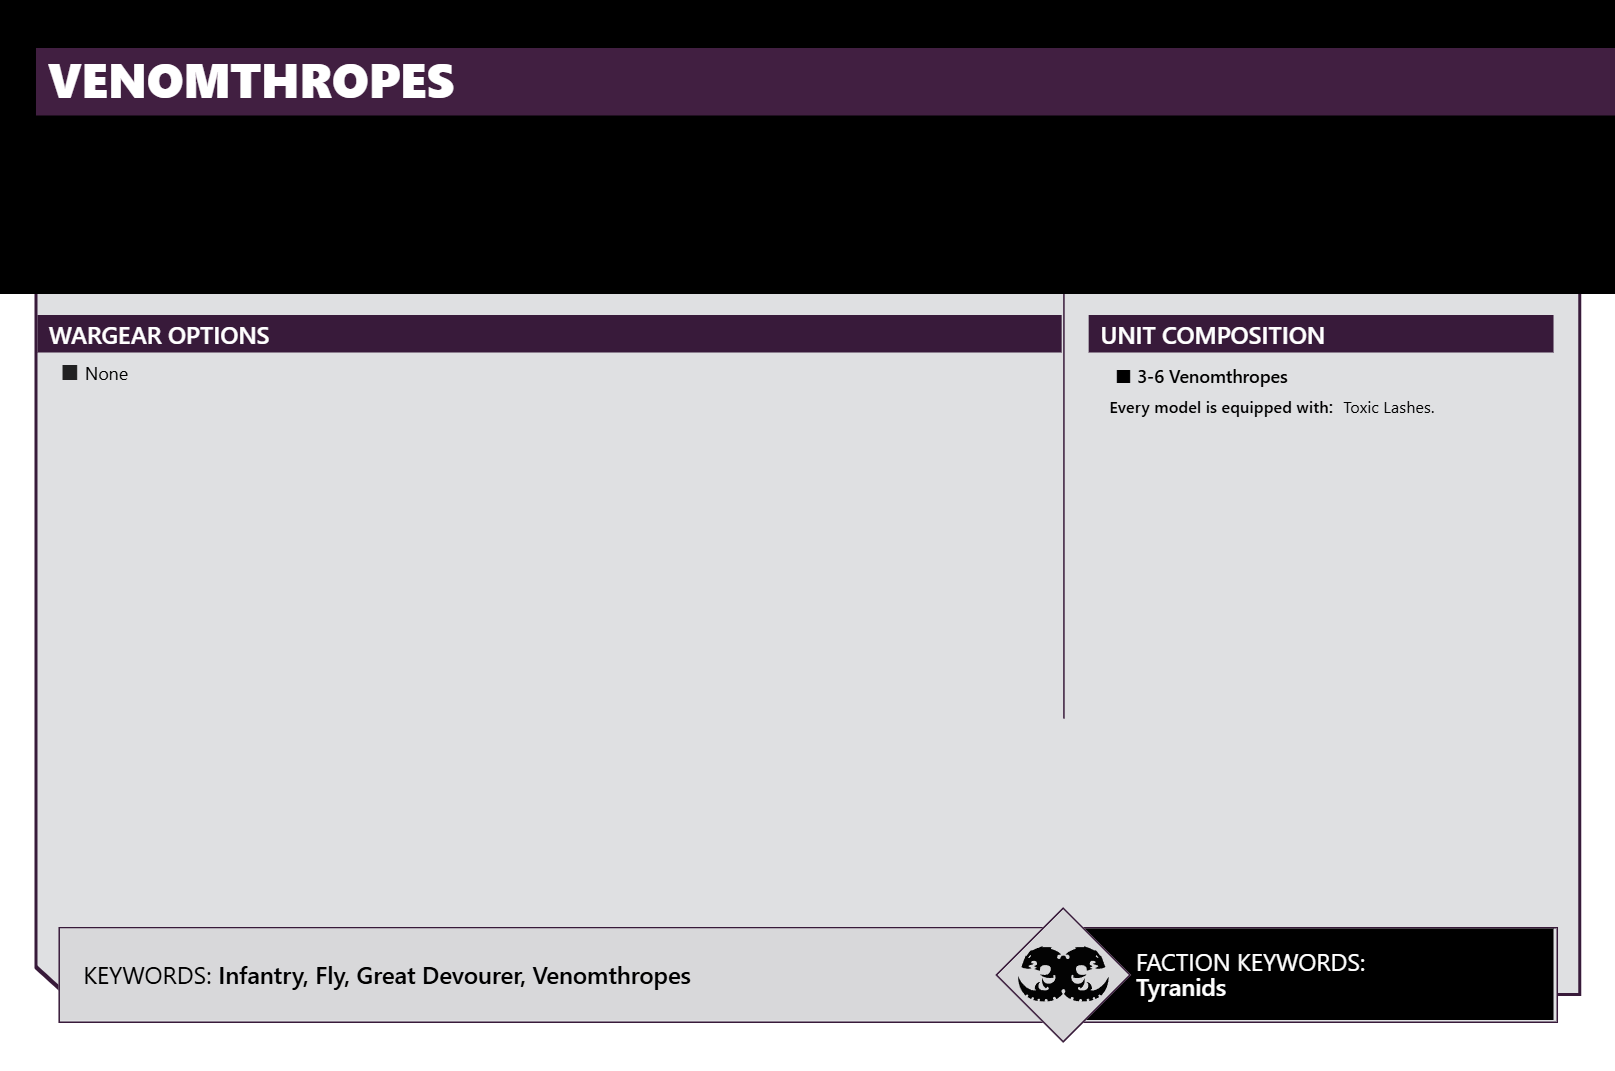 VENOMTHROPES
WARGEAR OPTIONS
■ None
UNIT COMPOSITION
■ 3-6 Venomthropes
Every model is equipped with: Toxic Lashes.
KEYWORDS: Infantry, Fly, Great Devourer, Venomthropes
FACTION KEYWORDS:
Tyranids